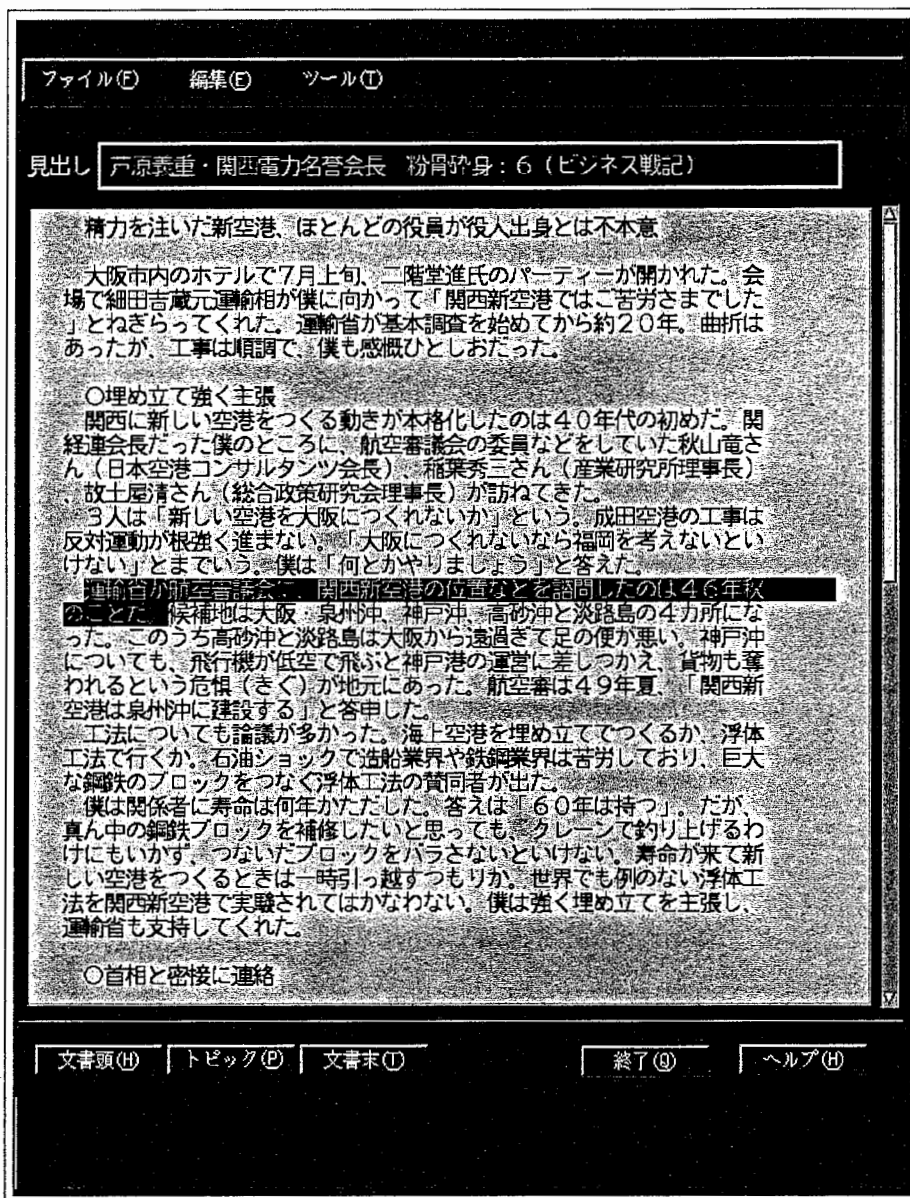 ファイル(F) 編集(E) ツール(T)
見出し 芦原義重・関西電力名誉会長 粉骨砕身:6(ビジネス戦記)
精力を注いだ新空港、ほとんどの役員が役人出身とは不本意
大阪市内のホテルで7月上旬、二階堂進氏のパーティーが開かれた。会
場で細田吉蔵元運輸相が僕に向かって「関西新空港ではご苦労さまでした
」とねぎらってくれた。運輸省が基本調査を始めてから約20年。曲折は
あったが、工事は順調で、僕も感慨ひとしおだった。
○埋め立て強く主張
関西に新しい空港をつくる動きが本格化したのは40年代の初めだ。関
経連会長だった僕のところに、航空審議会の委員などをしていた秋山竜さ
ん(日本空港コンサルタンツ会長)、稲葉秀三さん(産業研究所理事長)
、故土屋清さん(総合政策研究会理事長)が訪ねてきた。
3人は「新しい空港を大阪につくれないか」という。成田空港の工事は
反対運動が根強く進まない。「大阪につくれないなら福岡を考えないとい
けない」とまでいう。僕は「何とかやりましょう」と答えた。
運輸省が航空審議会に、関西新空港の位置などを諮問したのは46年秋
のことだ。候補地は大阪・泉州沖、神戸沖、高砂沖と淡路島の4カ所にな
った。このうち高砂沖と淡路島は大阪から遠過ぎて足の便が悪い。神戸沖
についても、飛行機が低空で飛ぶと神戸港の運営に差しつかえ、貨物も奪
われるという危惧(きぐ)が地元にあった。航空審は49年夏、「関西新
空港は泉州沖に建設する」と答申した。
工法についても論議が多かった。海上空港を埋め立ててつくるか、浮体
工法で行くか。石油ショックで造船業界や鉄鋼業界は苦労しており、巨大
な鋼鉄のブロックをつなぐ浮体工法の賛同者が出た。
僕は関係者に寿命は何年かただした。答えは「60年は持つ」。だが、
真ん中の鋼鉄ブロックを補修したいと思っても、クレーンで釣り上げるわ
けにもいかず、つないだブロックをバラさないといけない。寿命が来て新
しい空港をつくるときは一時引っ越すつもりか。世界でも例のない浮体工
法を関西新空港で実験されてはかなわない。僕は強く埋め立てを主張し、
運輸省も支持してくれた。
○首相と密接に連絡
文書頭(H) トピック(P) 文書末(T) 終了(Q) ヘルプ(H)